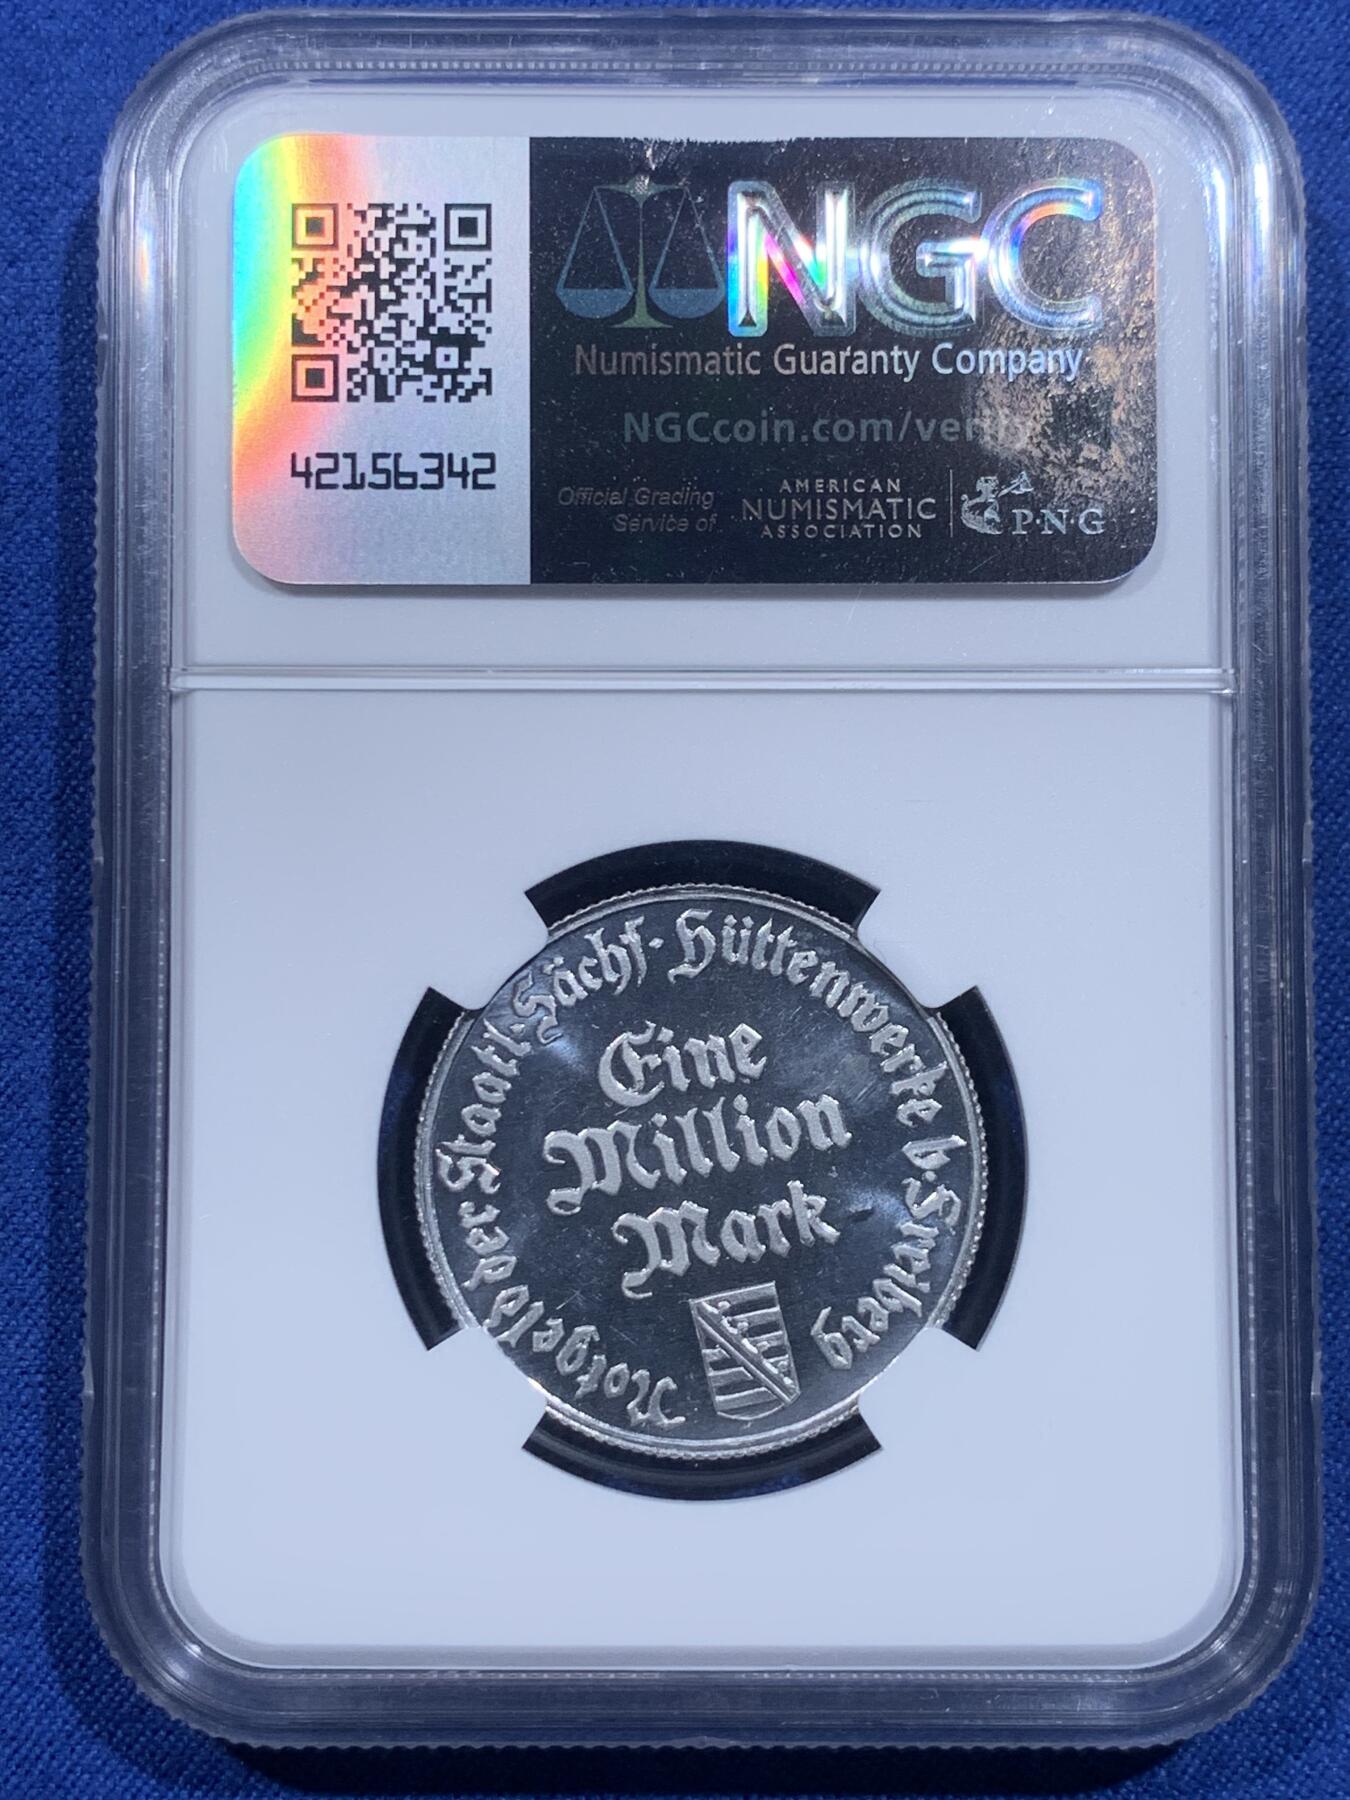 NGC
Numismatic Guaranty Company
NGCcoin.com/verify
42156342
Official Grading
Service of
AMERICAN
NUMISMATIC
ASSOCIATION
P·N·G
Notgeld der Staatl. Sächs. Hüttenwerke b. Freiberg
Eine
Million
Mark